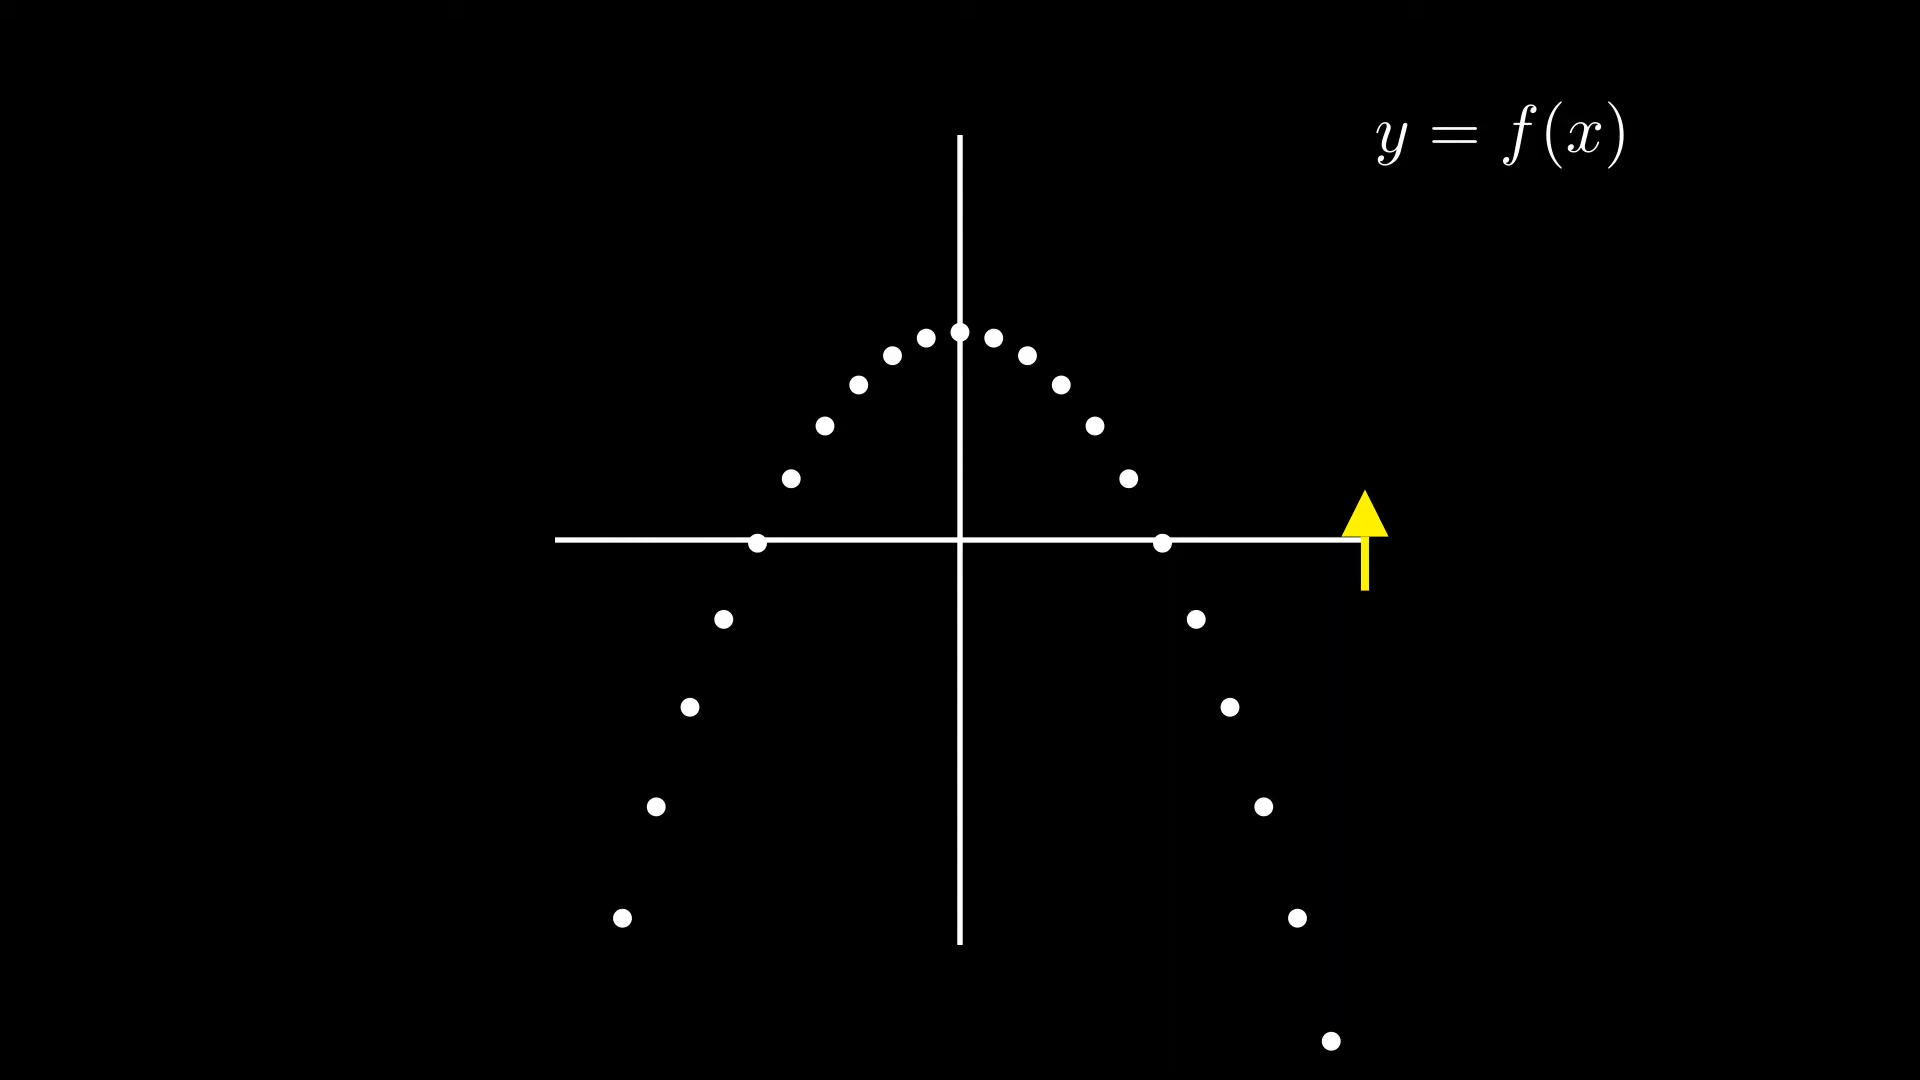 y = f(x)